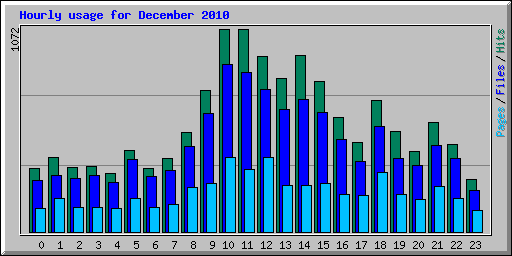 Hourly usage for December 2010
1072
Pages/Files/Hits
0 1 2 3 4 5 6 7 8 9 10 11 12 13 14 15 16 17 18 19 20 21 22 23